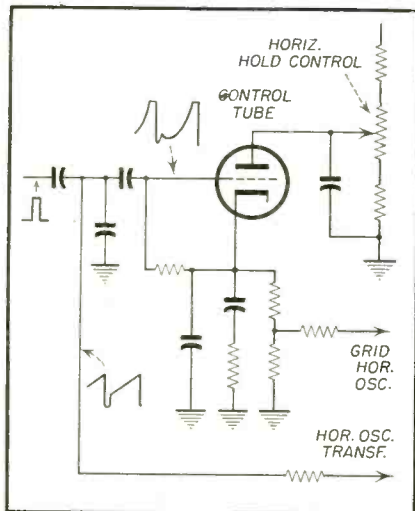 HORIZ.
HOLD CONTROL
CONTROL
TUBE
GRID
HOR.
OSC.
HOR. OSC.
TRANSF.